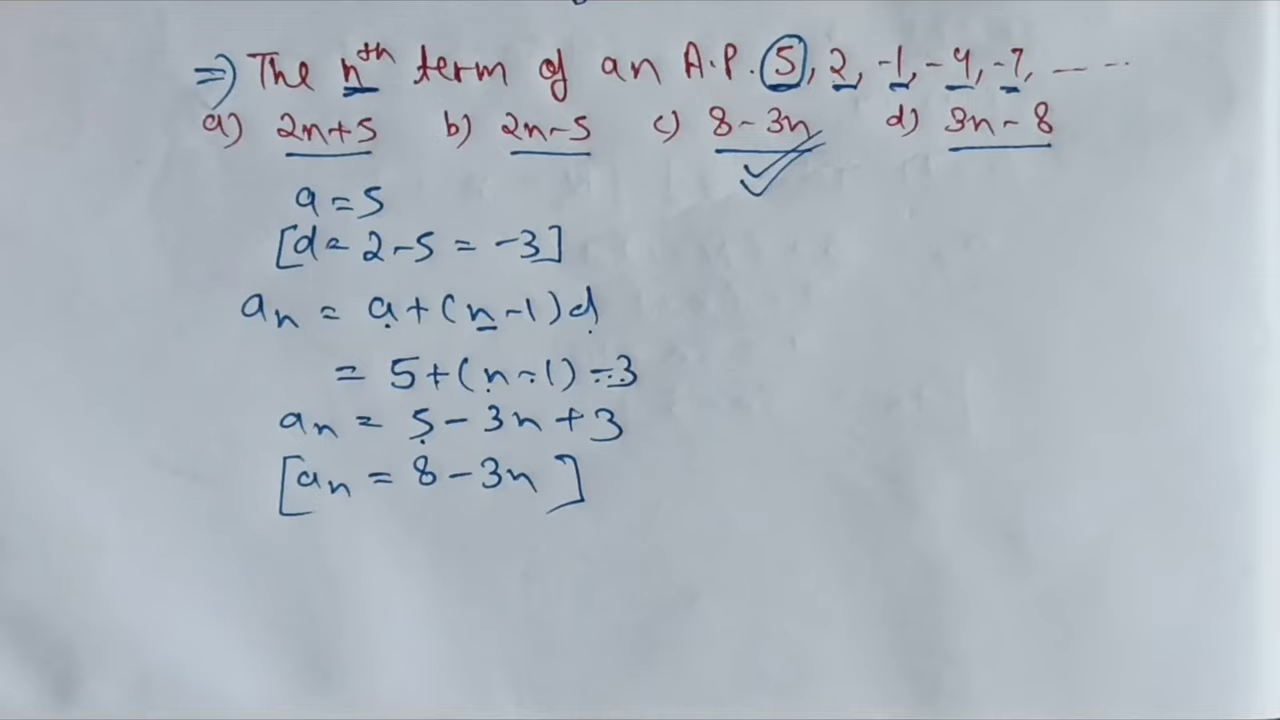 ⇒) The nth term of an A.P. 5, 2, -1, -4, -7, — - - -
a) 2n+5 b) 2n-5 c) 8-3n d) 3n-8
a = 5
[d = 2-5 = -3]
an = a+(n-1)d
= 5+(n-1)-3
an = 5-3n+3
[an = 8-3n]